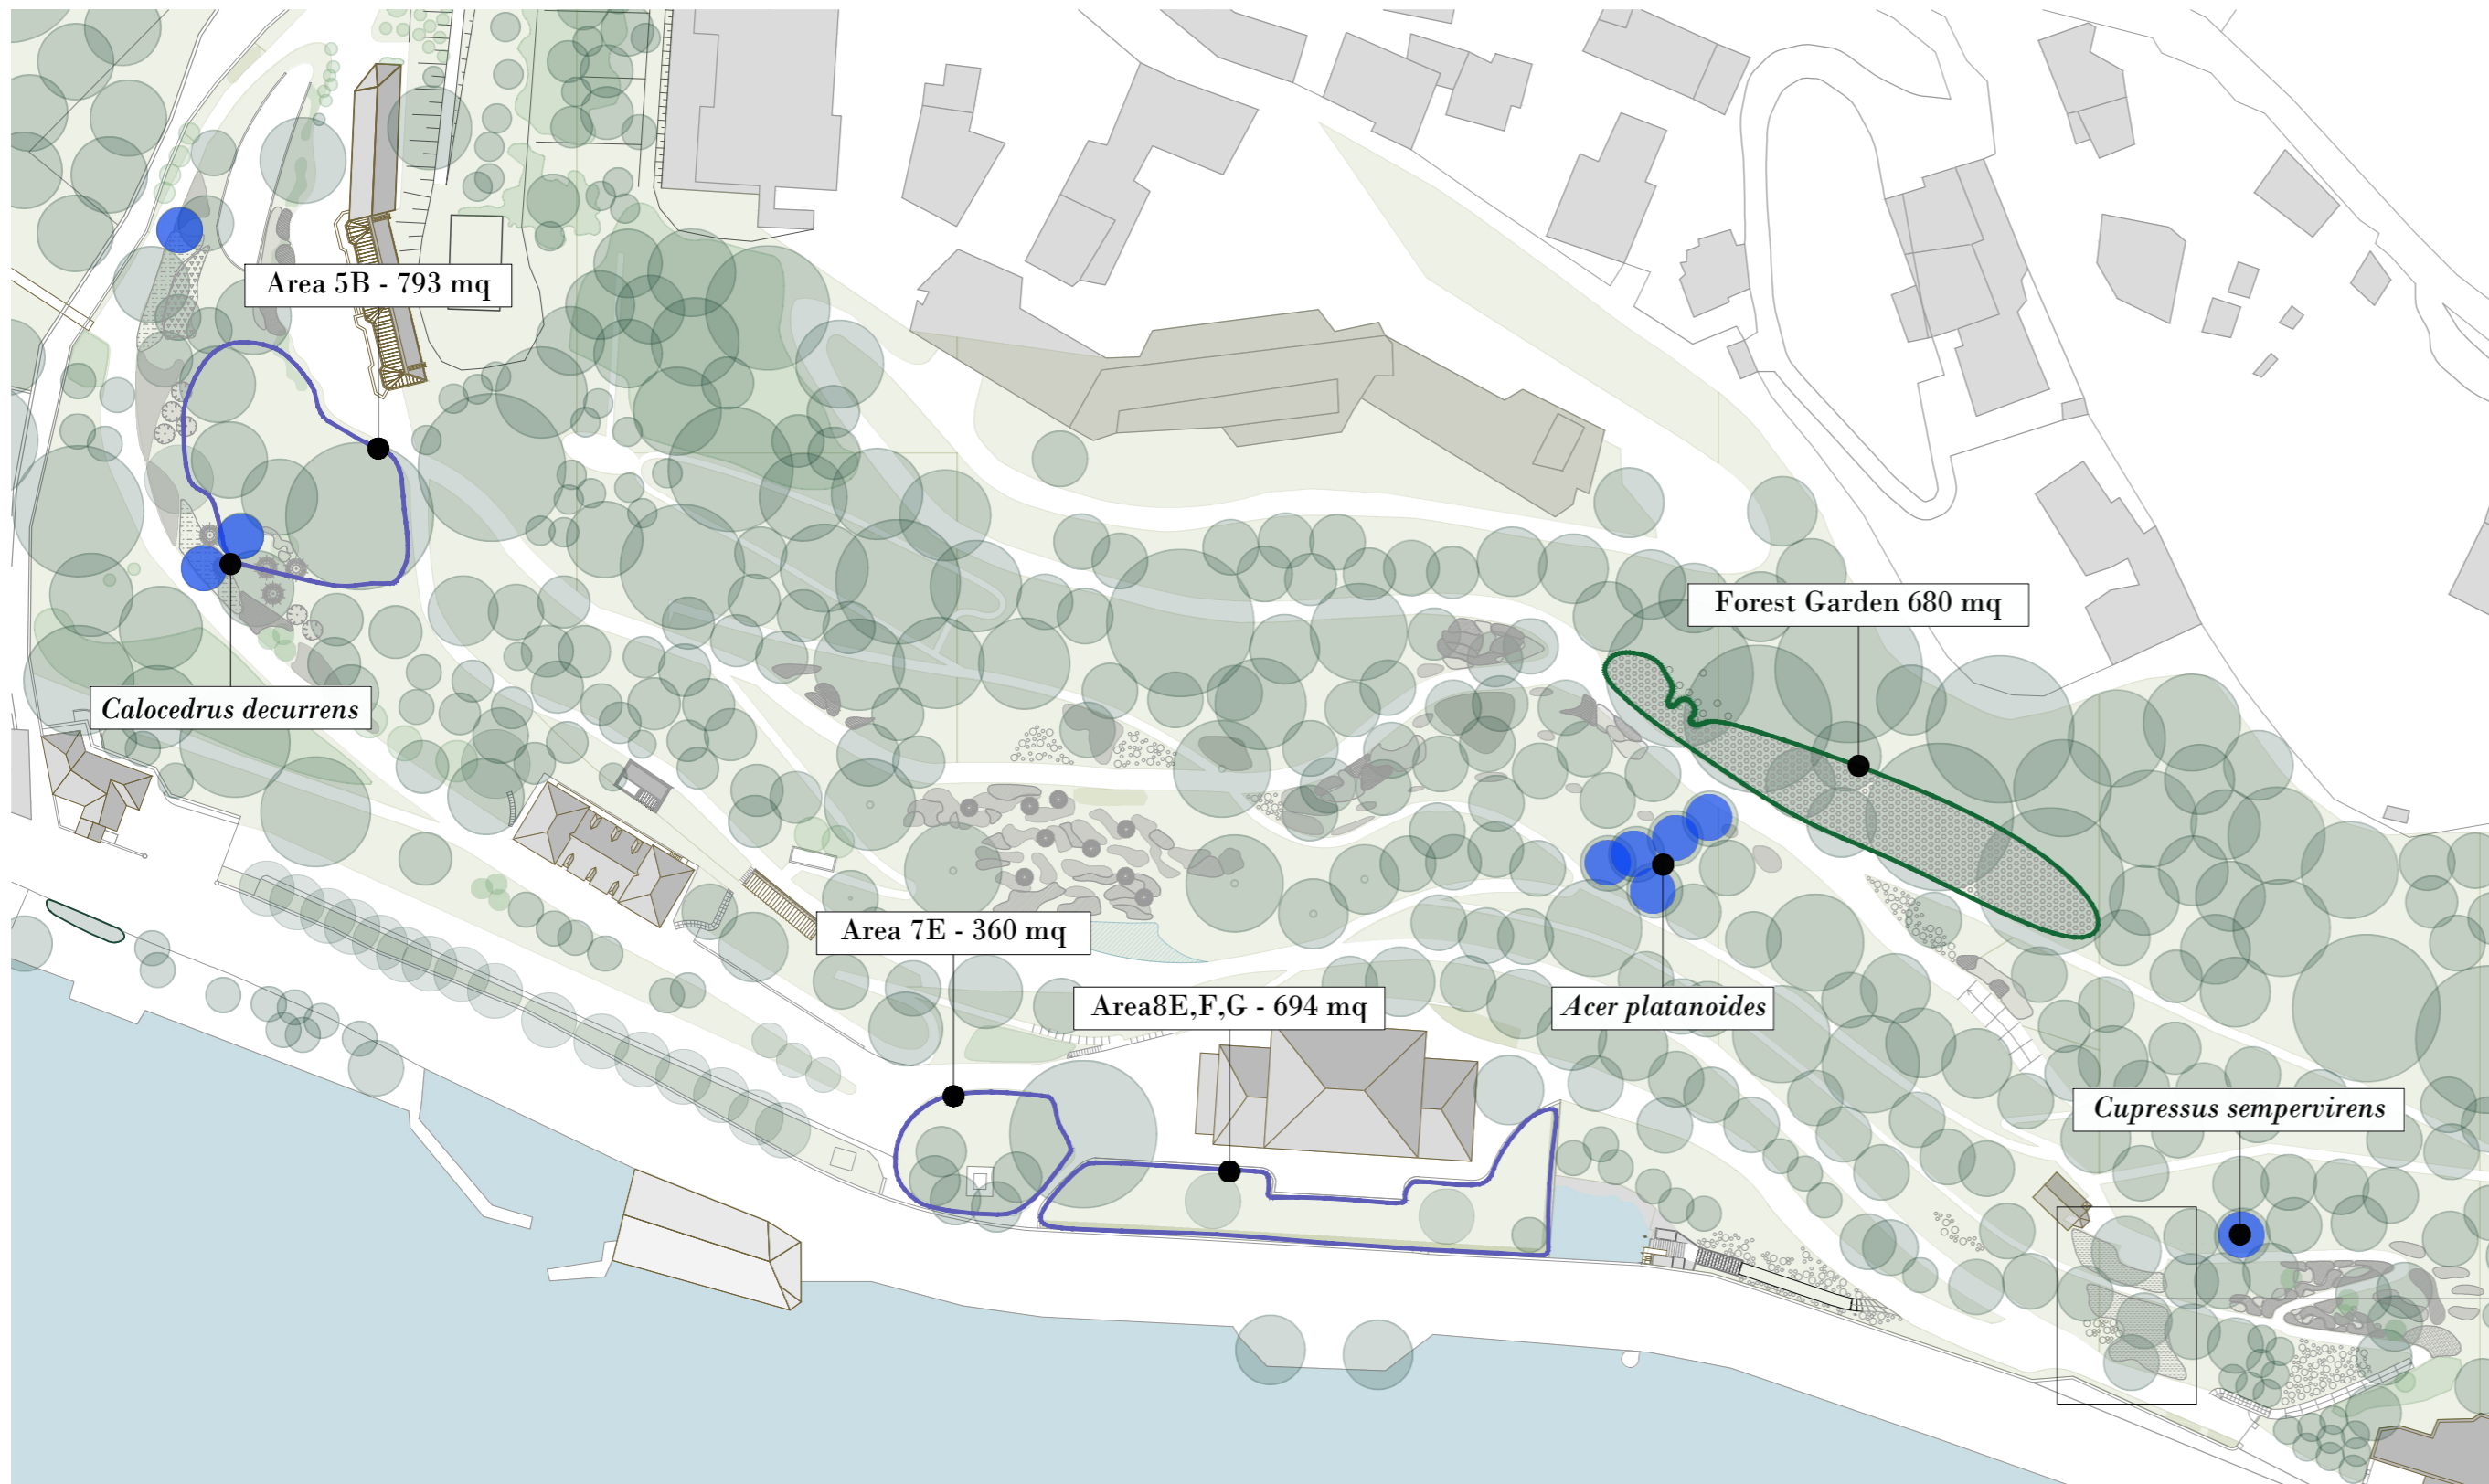 Area 5B - 793 mq
Forest Garden 680 mq
Calocedrus decurrens
Area 7E - 360 mq
Area8E,F,G - 694 mq
Acer platanoides
Cupressus sempervirens